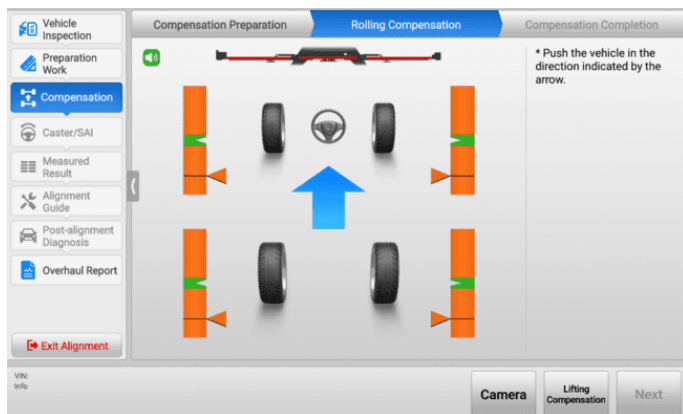 Vehicle
Inspection
Preparation
Work
Compensation
Caster/SAI
Measured
Result
Alignment
Guide
Post-alignment
Diagnosis
Overhaul Report
Exit Alignment
Compensation Preparation
Rolling Compensation
Compensation Completion
* Push the vehicle in the
direction indicated by the
arrow.
VIN:
Info
Camera
Lifting
Compensation
Next